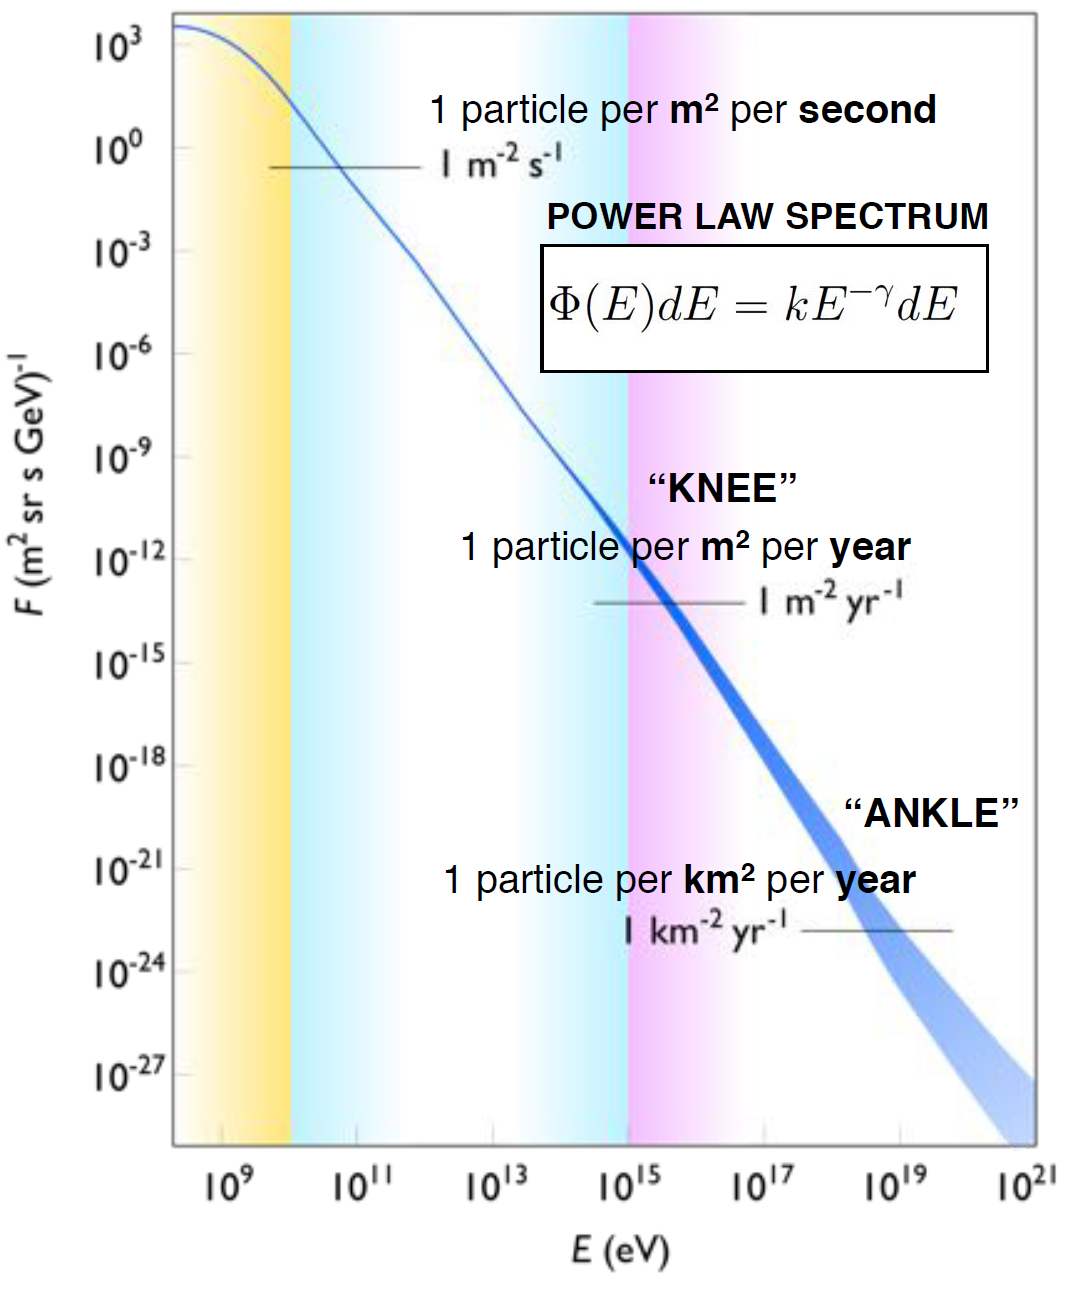 10³
1 particle per m² per second
10⁰
1 m⁻² s⁻¹
POWER LAW SPECTRUM
10⁻³
Φ(E)dE = kE⁻ᵞdE
10⁻⁶
F (m² sr s GeV)⁻¹
10⁻⁹
“KNEE”
1 particle per m² per year
10⁻¹²
1 m⁻² yr⁻¹
10⁻¹⁵
10⁻¹⁸
“ANKLE”
10⁻²¹
1 particle per km² per year
1 km⁻² yr⁻¹
10⁻²⁴
10⁻²⁷
10⁹ 10¹¹ 10¹³ 10¹⁵ 10¹⁷ 10¹⁹ 10²¹
E (eV)